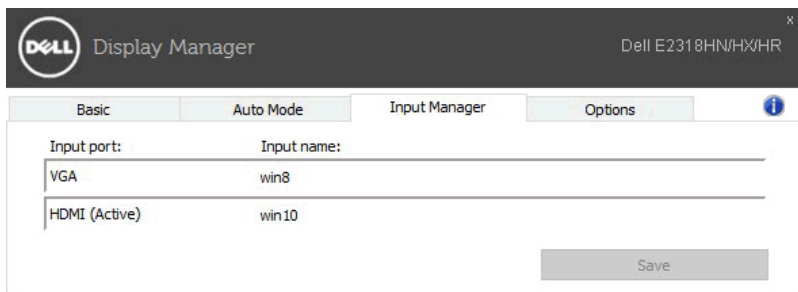 x
DELL Display Manager Dell E2318HN/HX/HR
Basic Auto Mode Input Manager Options i
Input port: Input name:
VGA win8
HDMI (Active) win10
Save